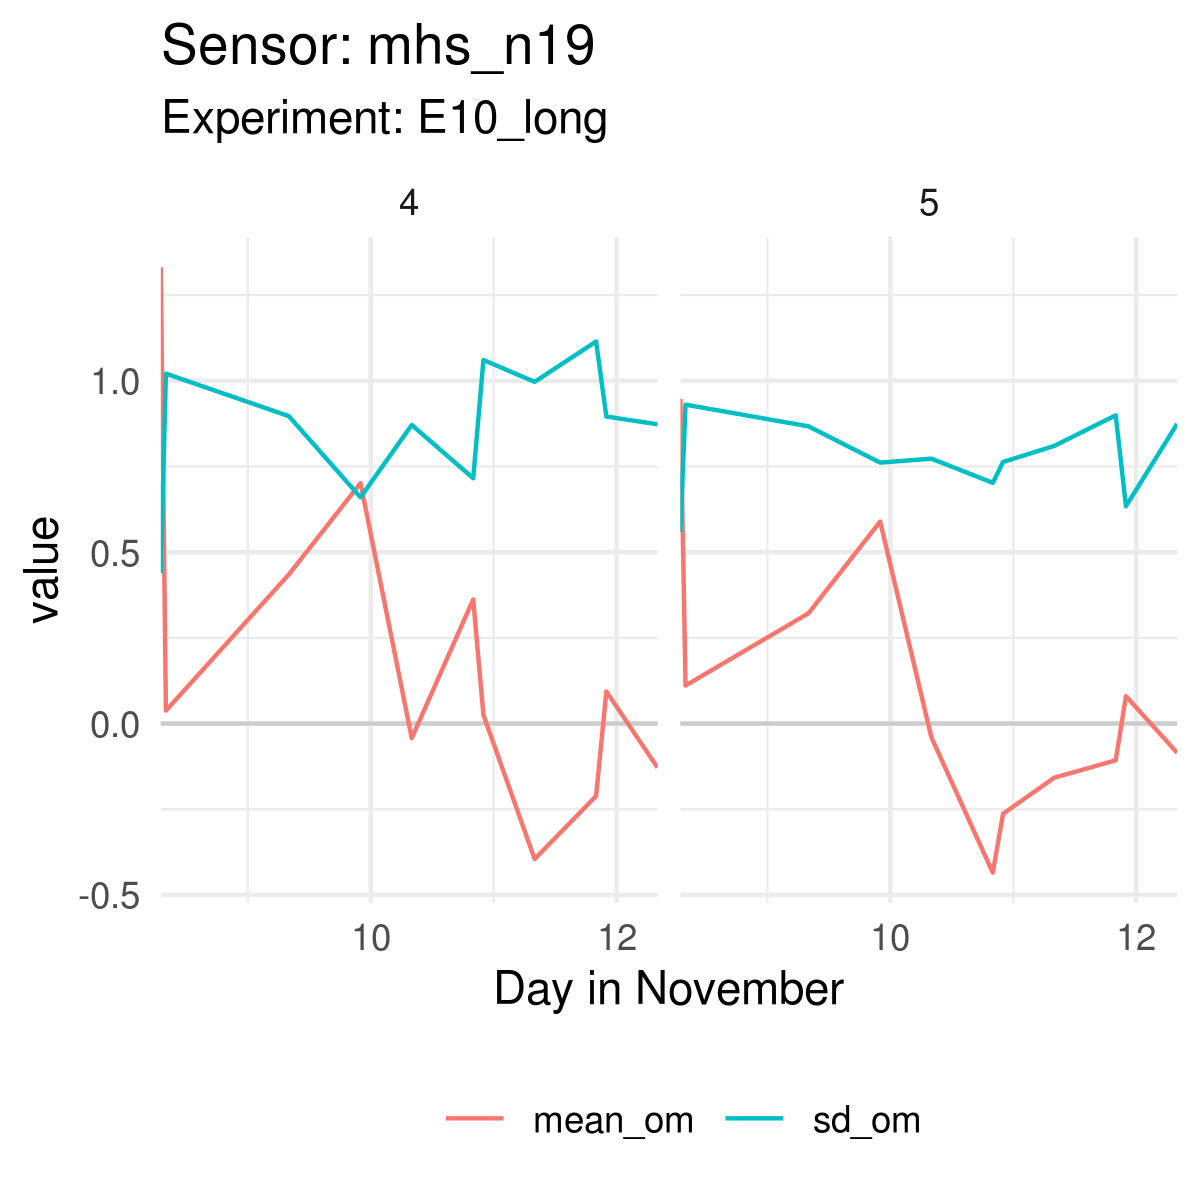 Sensor: mhs_n19
Experiment: E10_long
4 5
1.0
0.5
0.0
-0.5
value
10 12 10 12
Day in November
mean_om sd_om